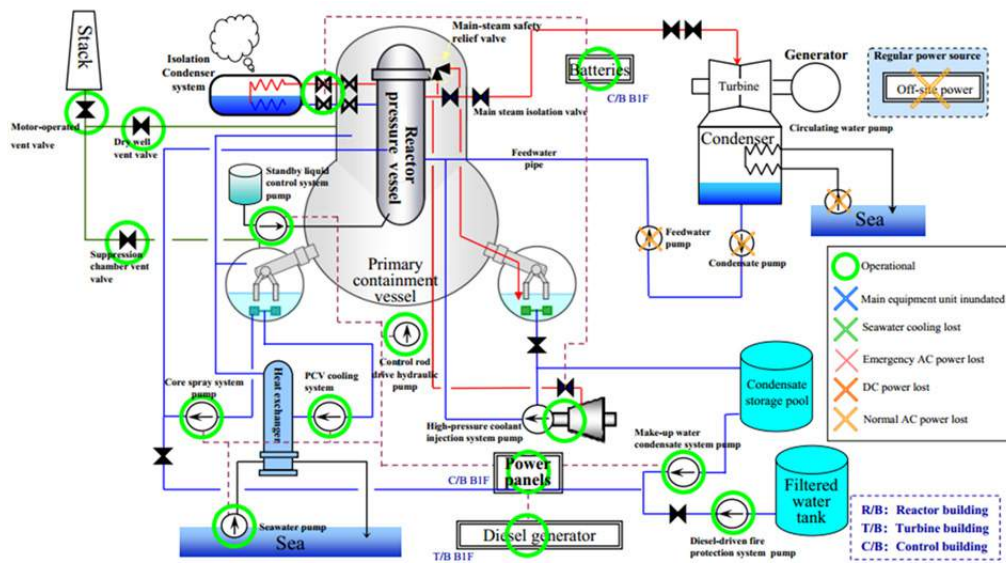 Stack
Motor-operated
vent valve
Isolation
Condenser
system
Dry well
vent valve
Main-steam safety
relief valve
Batteries
C/B B1F
Main steam isolation valve
Turbine
Generator
Regular power source
Off-site power
Circulating water pump
Condenser
Sea
Reactor
pressure vessel
Feedwater
pipe
Feedwater
pump
Condensate pump
Standby liquid
control system
pump
Suppression
chamber vent
valve
Primary
containment
vessel
Control rod
drive hydraulic
pump
Core spray system
pump
Heat exchanger
PCV cooling
system
Seawater pump
Sea
High-pressure coolant
injection system pump
Condensate
storage pool
Make-up water
condensate system pump
C/B B1F
Power
panels
Diesel generator
T/B B1F
Filtered
water
tank
Diesel-driven fire
protection system pump
Operational
Main equipment unit inundated
Seawater cooling lost
Emergency AC power lost
DC power lost
Normal AC power lost
R/B: Reactor building
T/B: Turbine building
C/B: Control building